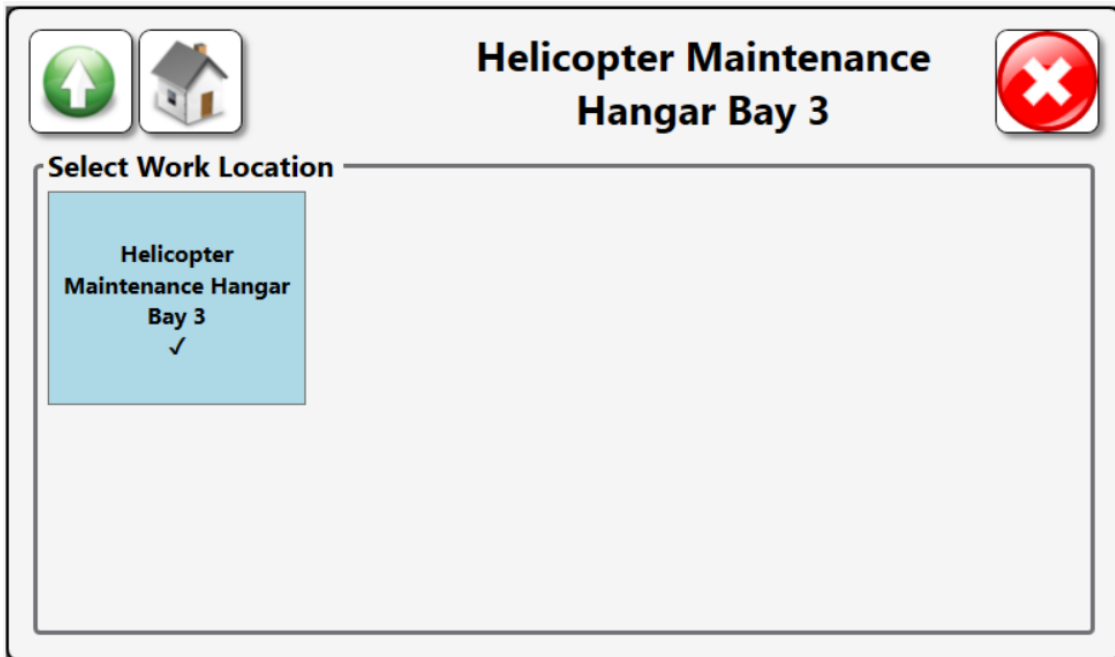 Helicopter Maintenance
Hangar Bay 3
Select Work Location
Helicopter
Maintenance Hangar
Bay 3
✓